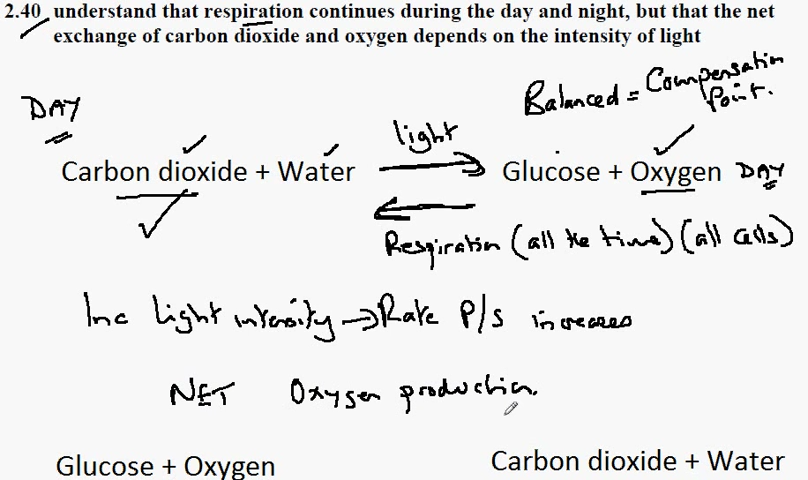 2.40 understand that respiration continues during the day and night, but that the net
exchange of carbon dioxide and oxygen depends on the intensity of light
DAY
Balanced = Compensation
Point.
light
Carbon dioxide + Water
Glucose + Oxygen DAY
Respiration (all the time) (all cells)
Inc light intensity → Rate P/s increases
NET Oxygen production.
Glucose + Oxygen
Carbon dioxide + Water